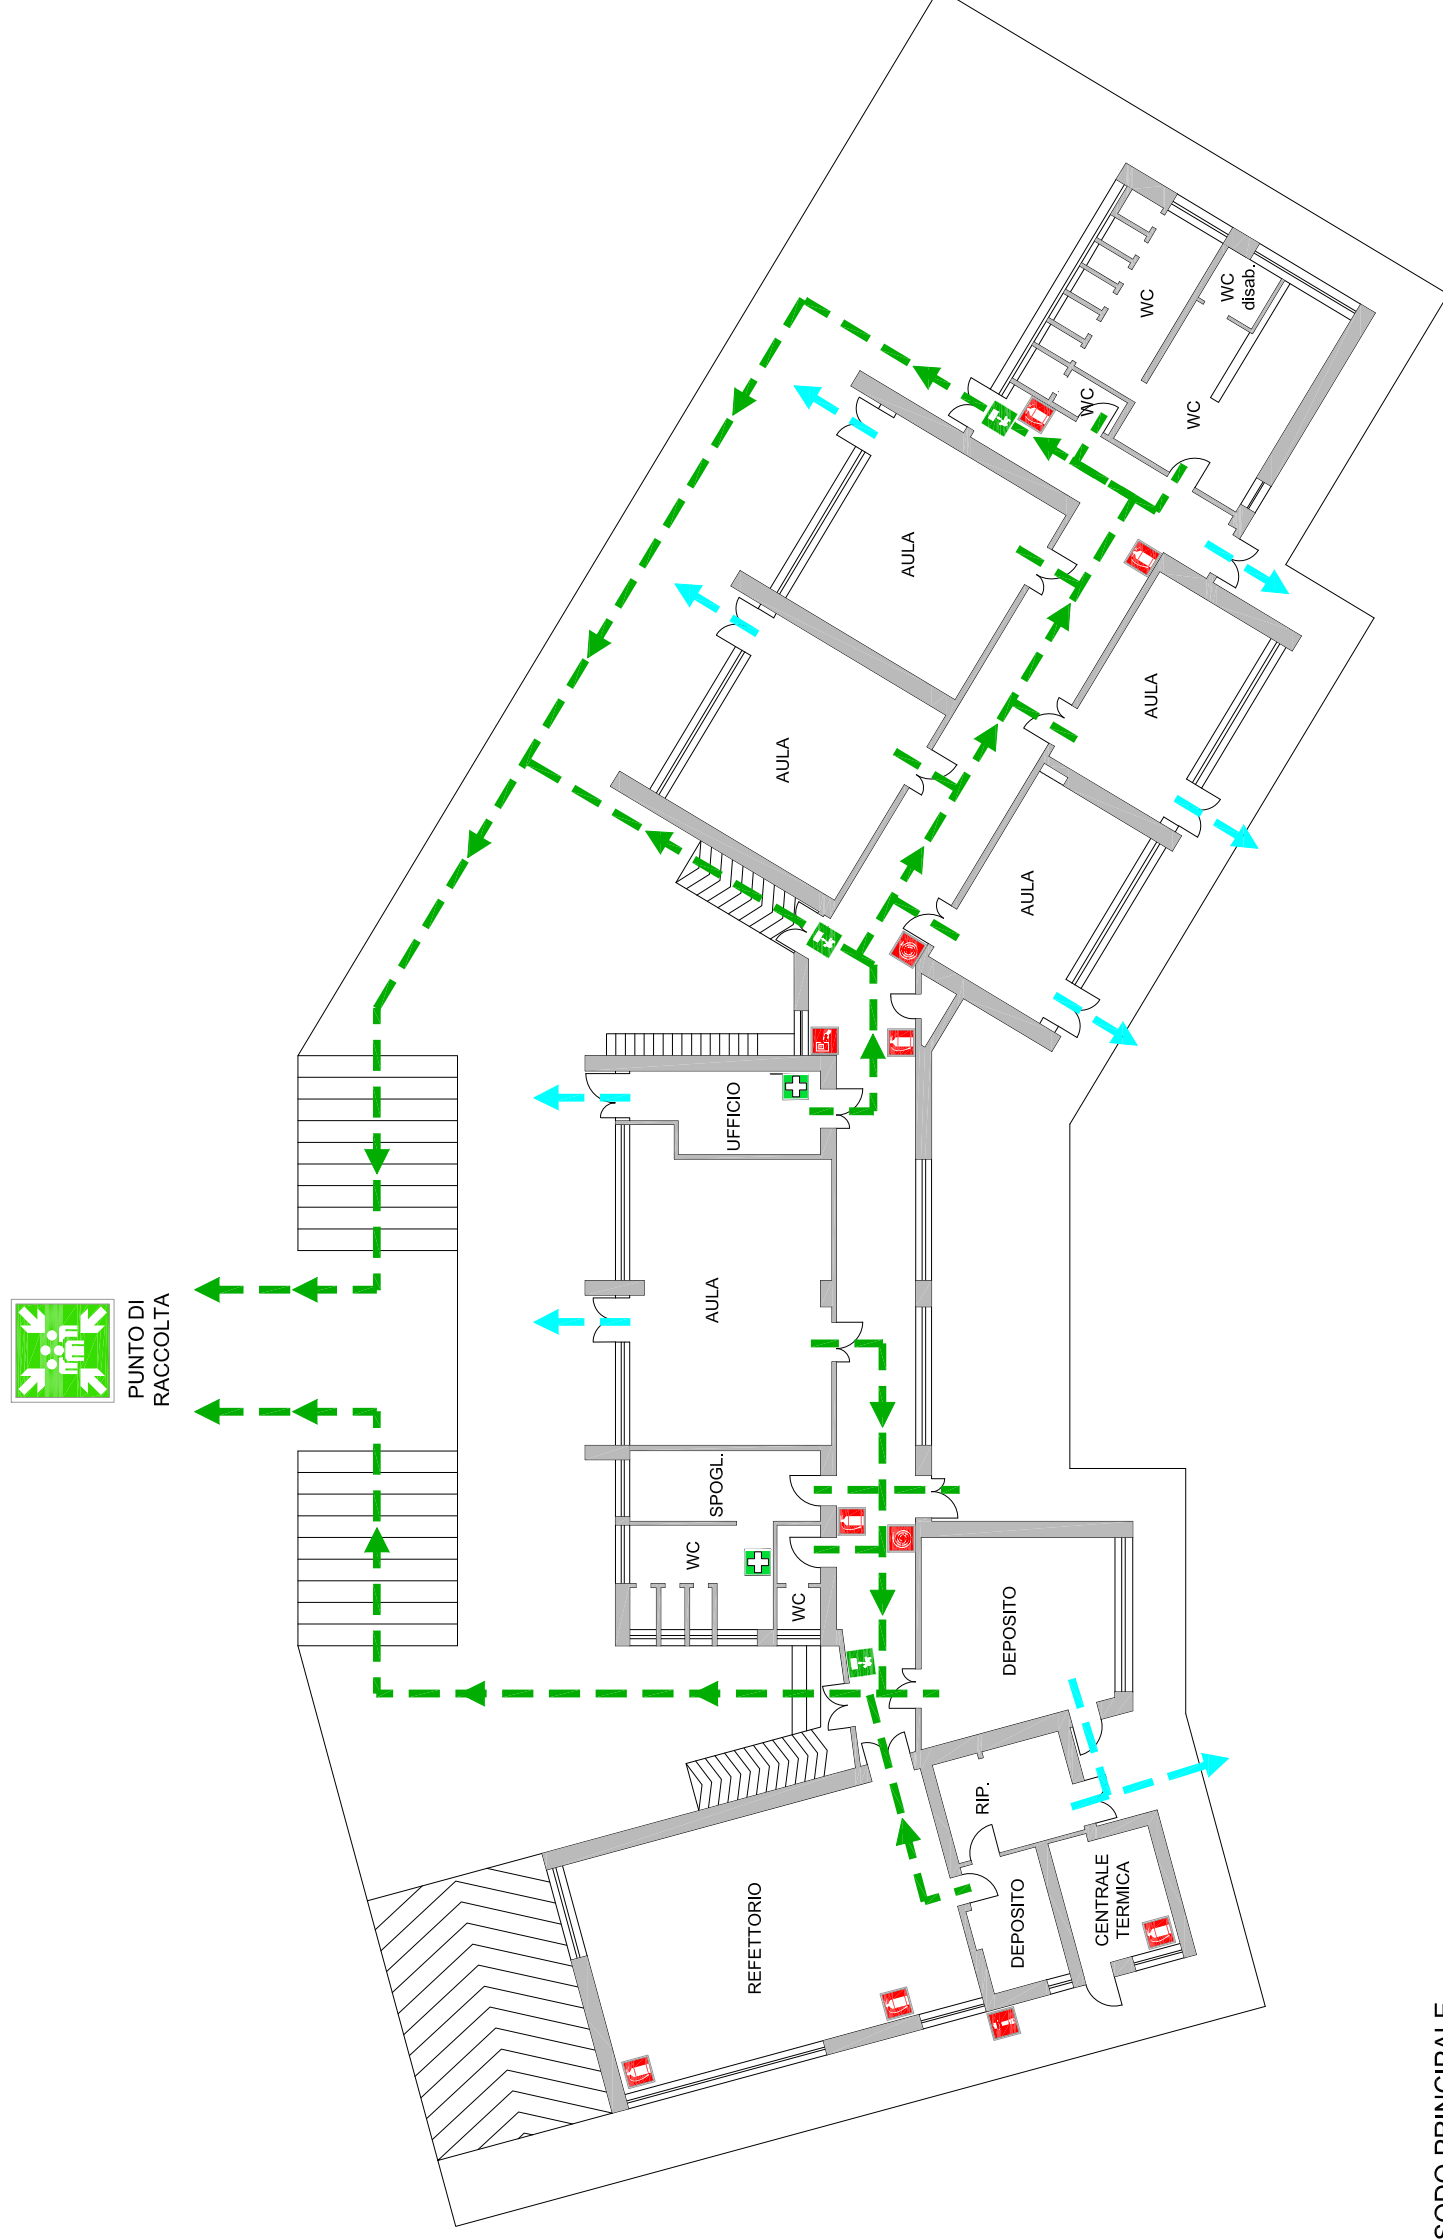 PUNTO DI
RACCOLTA
WC
WC
disab.
WC
WC
AULA
AULA
AULA
AULA
UFFICIO
AULA
SPOGL.
WC
WC
DEPOSITO
RIP.
REFETTORIO
DEPOSITO
CENTRALE
TERMICA
PRINCIPALE